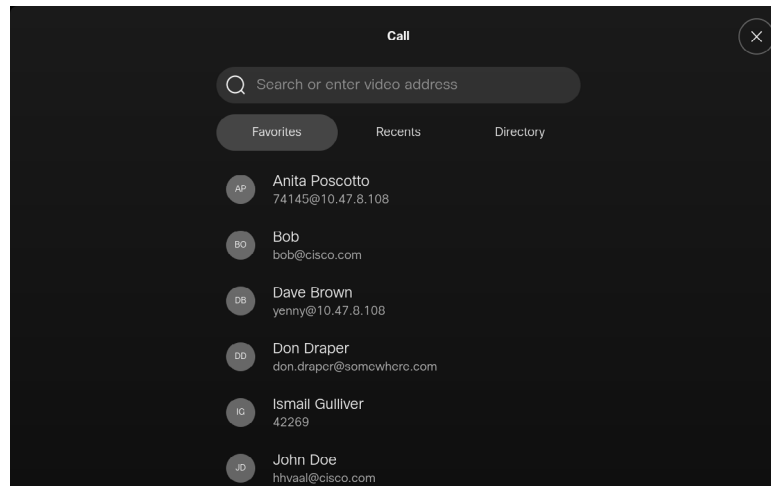 Call
Search or enter video address
Favorites
Recents
Directory
AP
Anita Poscotto
74145@10.47.8.108
BO
Bob
bob@cisco.com
DB
Dave Brown
yenny@10.47.8.108
DD
Don Draper
don.draper@somewhere.com
IG
Ismail Gulliver
42269
JD
John Doe
hhvaal@cisco.com